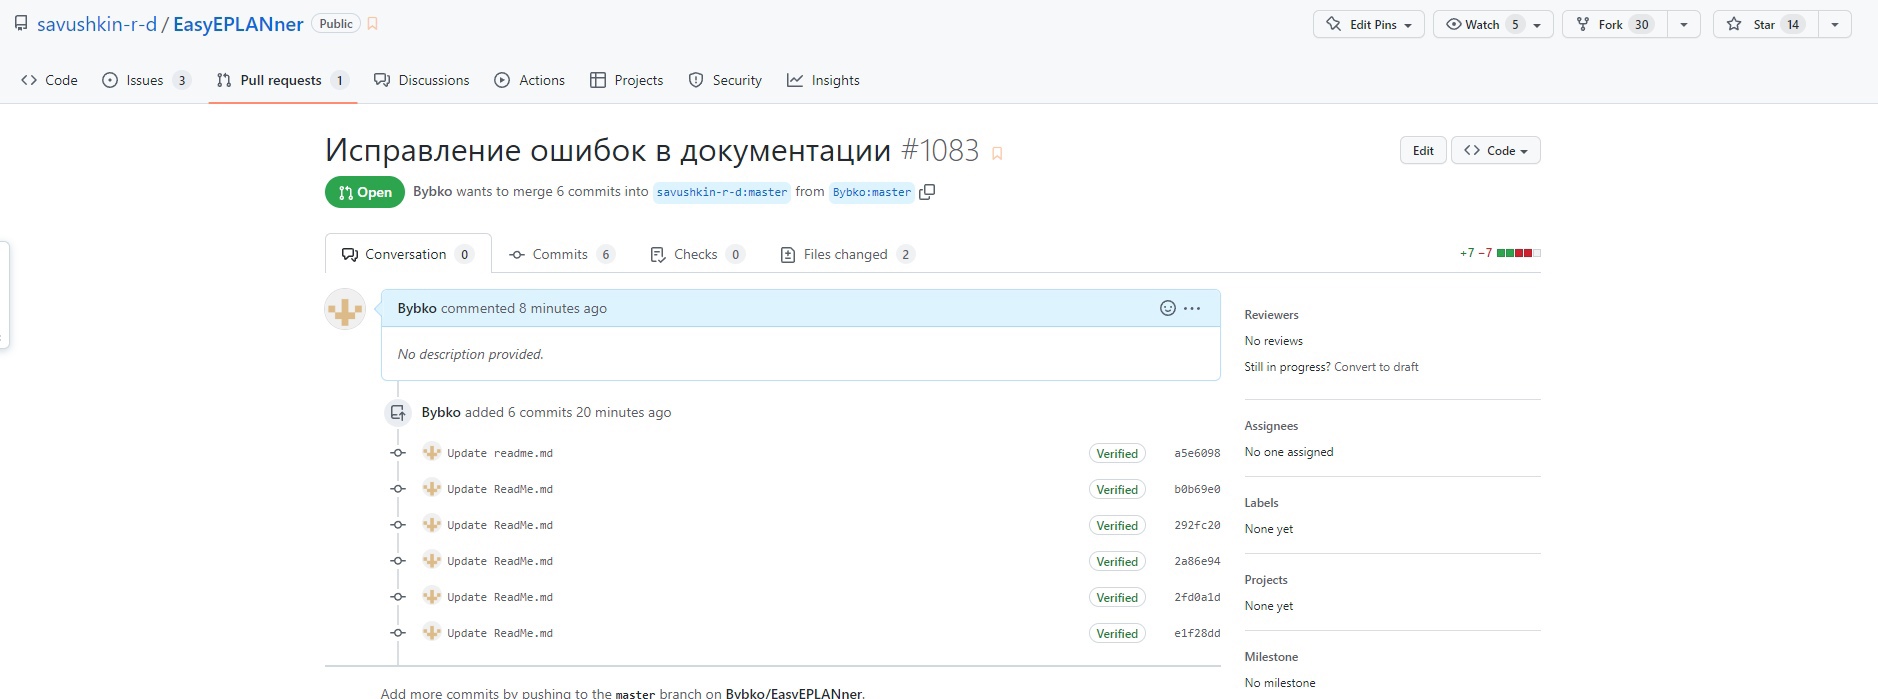 savushkin-r-d / EasyEPLANner Public Edit Pins Watch 5 Fork 30 Star 14
Code Issues 3 Pull requests 1 Discussions Actions Projects Security Insights
Исправление ошибок в документации #1083 Edit Code
Open Bybko wants to merge 6 commits into savushkin-r-d:master from Bybko:master
Conversation 0 Commits 6 Checks 0 Files changed 2 +7 −7
Bybko commented 8 minutes ago
No description provided.
Bybko added 6 commits 20 minutes ago
Update readme.md Verified a5e6098
Update ReadMe.md Verified b0b69e0
Update ReadMe.md Verified 292fc20
Update ReadMe.md Verified 2a86e94
Update ReadMe.md Verified 2fd0a1d
Update ReadMe.md Verified e1f28dd
Add more commits by pushing to the master branch on Bybko/EasyEPLANner.
Reviewers
No reviews
Still in progress? Convert to draft
Assignees
No one assigned
Labels
None yet
Projects
None yet
Milestone
No milestone